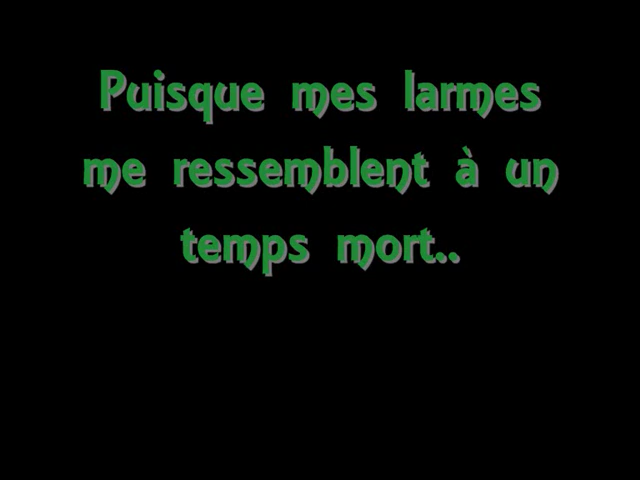 Puisque mes larmes
me ressemblent à un
temps mort..